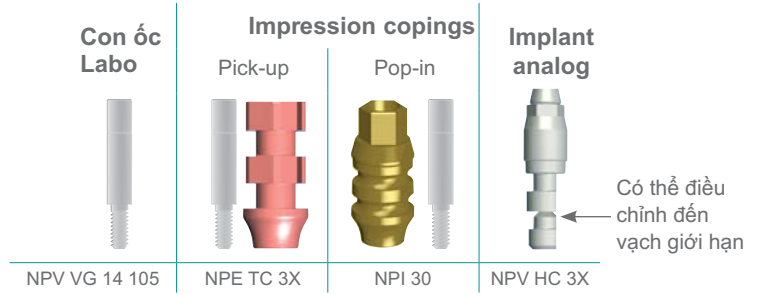 Con ốc
Labo
Impression copings
Pick-up
Pop-in
Implant
analog
Có thể điều
chỉnh đến
vạch giới hạn
NPV VG 14 105
NPE TC 3X
NPI 30
NPV HC 3X